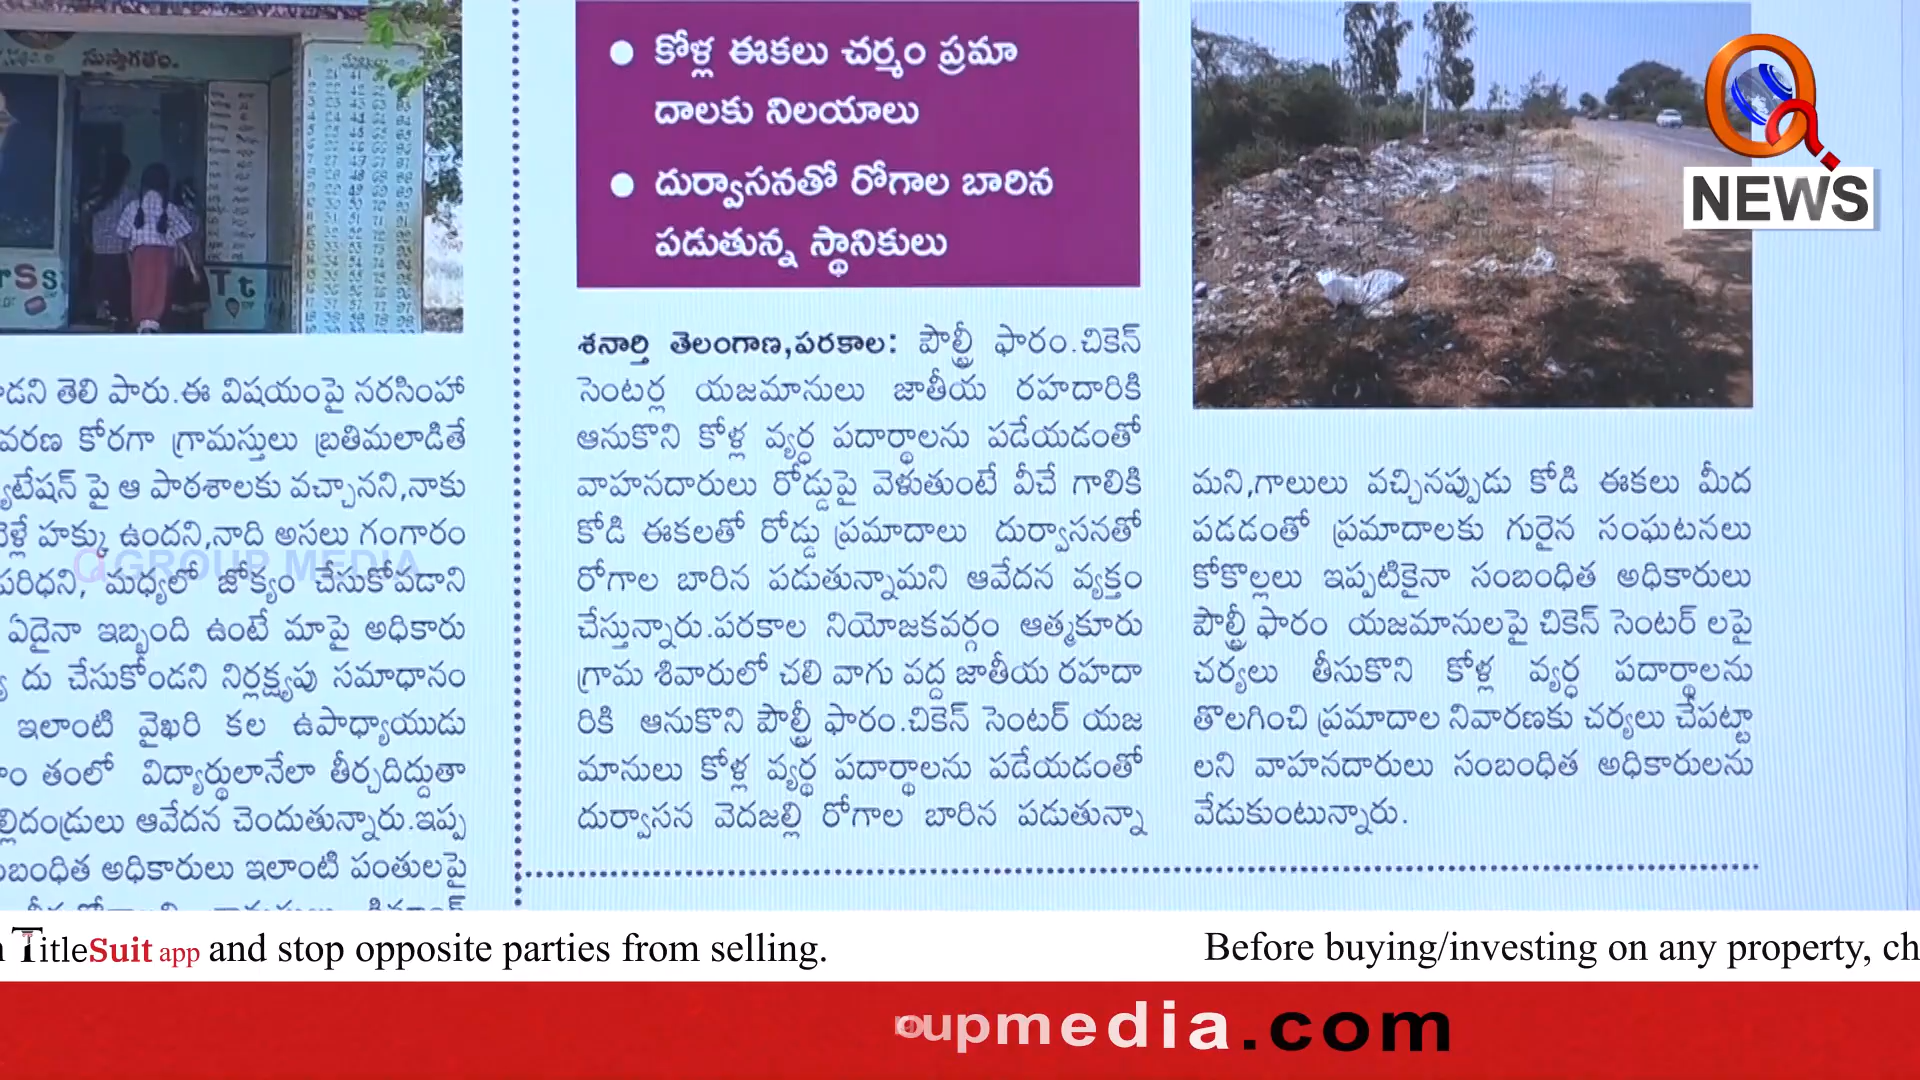 సుస్వాగతం.
Tt
డని తెలి పారు.ఈ విషయంపై నరసింహా
వరణ కోరగా గ్రామస్తులు బ్రతిమలాడితే
టేషన్ పై ఆ పాఠశాలకు వచ్చానని,నాకు
హక్కు ఉందని,నాది అసలు గంగారం
పరిధని, మధ్యలో జోక్యం చేసుకోవడాని
ఏదైనా ఇబ్బంది ఉంటే మాపై అధికారు
దు చేసుకోండని నిర్లక్ష్యపు సమాధానం
ఇలాంటి వైఖరి కల ఉపాధ్యాయుడు
తంలో విద్యార్థులానేలా తీర్చదిద్దుతా
ల్లిదండ్రులు ఆవేదన చెందుతున్నారు.ఇప్ప
బంధిత అధికారులు ఇలాంటి పంతులపై
GROUP MEDIA
● కోళ్ల ఈకలు చర్మం ప్రమా
దాలకు నిలయాలు
● దుర్వాసనతో రోగాల బారిన
పడుతున్న స్థానికులు
శనార్తి తెలంగాణ,పరకాల: పౌల్ట్రీ ఫారం.చికెన్
సెంటర్ల యజమానులు జాతీయ రహదారికి
ఆనుకొని కోళ్ల వ్యర్థ పదార్థాలను పడేయడంతో
వాహనదారులు రోడ్డుపై వెళుతుంటే వీచే గాలికి
కోడి ఈకలతో రోడ్డు ప్రమాదాలు దుర్వాసనతో
రోగాల బారిన పడుతున్నామని ఆవేదన వ్యక్తం
చేస్తున్నారు.పరకాల నియోజకవర్గం ఆత్మకూరు
గ్రామ శివారులో చలి వాగు వద్ద జాతీయ రహదా
రికి ఆనుకొని పౌల్ట్రీ ఫారం.చికెన్ సెంటర్ యజ
మానులు కోళ్ల వ్యర్థ పదార్థాలను పడేయడంతో
దుర్వాసన వెదజల్లి రోగాల బారిన పడుతున్నా
మని,గాలులు వచ్చినప్పుడు కోడి ఈకలు మీద
పడడంతో ప్రమాదాలకు గురైన సంఘటనలు
కోకొల్లలు ఇప్పటికైనా సంబంధిత అధికారులు
పౌల్ట్రీ ఫారం యజమానులపై చికెన్ సెంటర్ లపై
చర్యలు తీసుకొని కోళ్ల వ్యర్థ పదార్థాలను
తొలగించి ప్రమాదాల నివారణకు చర్యలు చేపట్టా
లని వాహనదారులు సంబంధిత అధికారులను
వేడుకుంటున్నారు.
Q
NEWS
TitleSuit app and stop opposite parties from selling. Before buying/investing on any property, ch
oupmedia.com